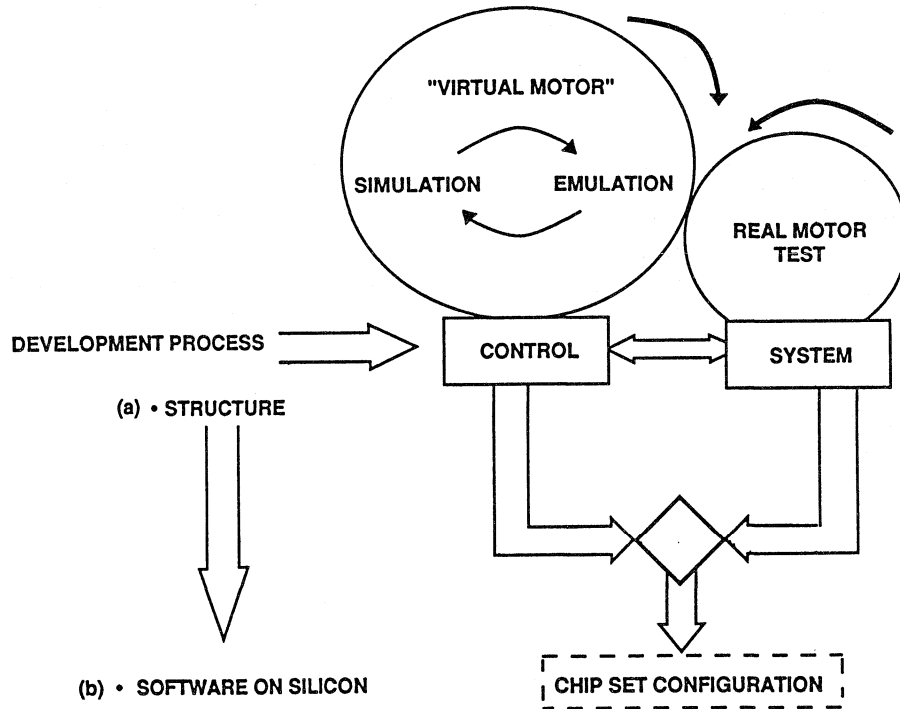 "VIRTUAL MOTOR"
SIMULATION
EMULATION
REAL MOTOR
TEST
DEVELOPMENT PROCESS
CONTROL
SYSTEM
(a) • STRUCTURE
(b) • SOFTWARE ON SILICON
CHIP SET CONFIGURATION